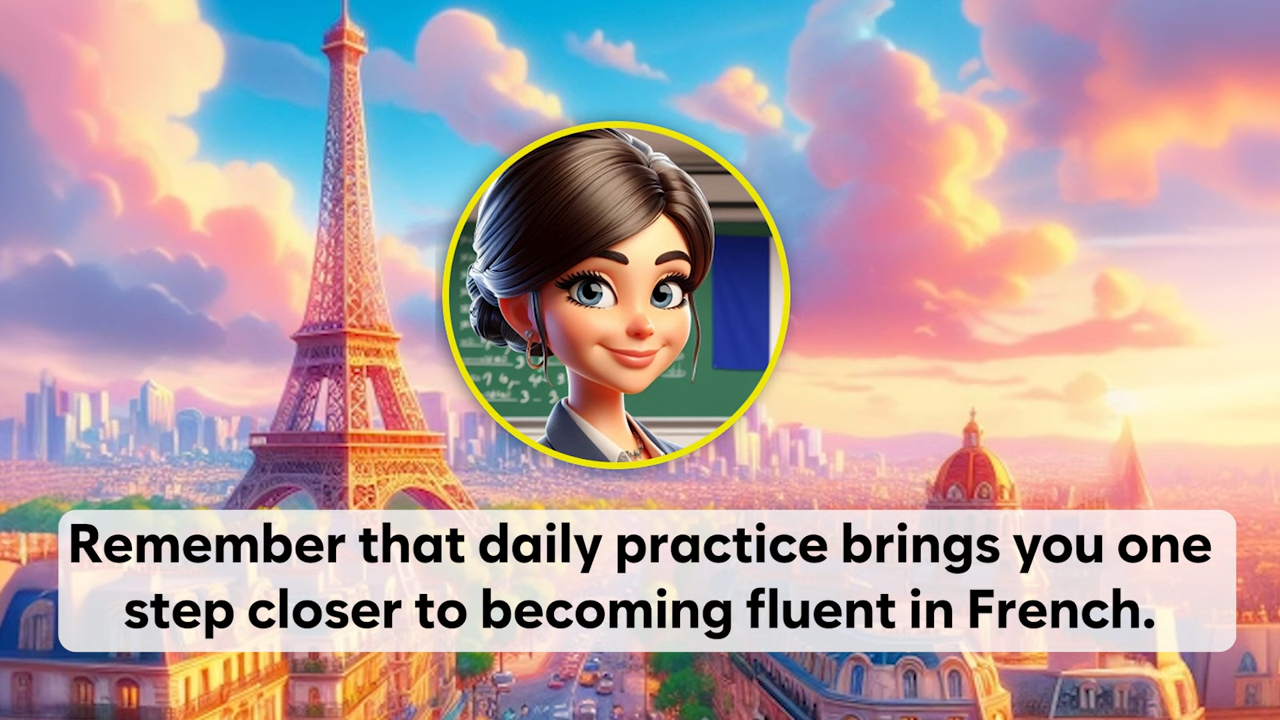 Remember that daily practice brings you one
step closer to becoming fluent in French.